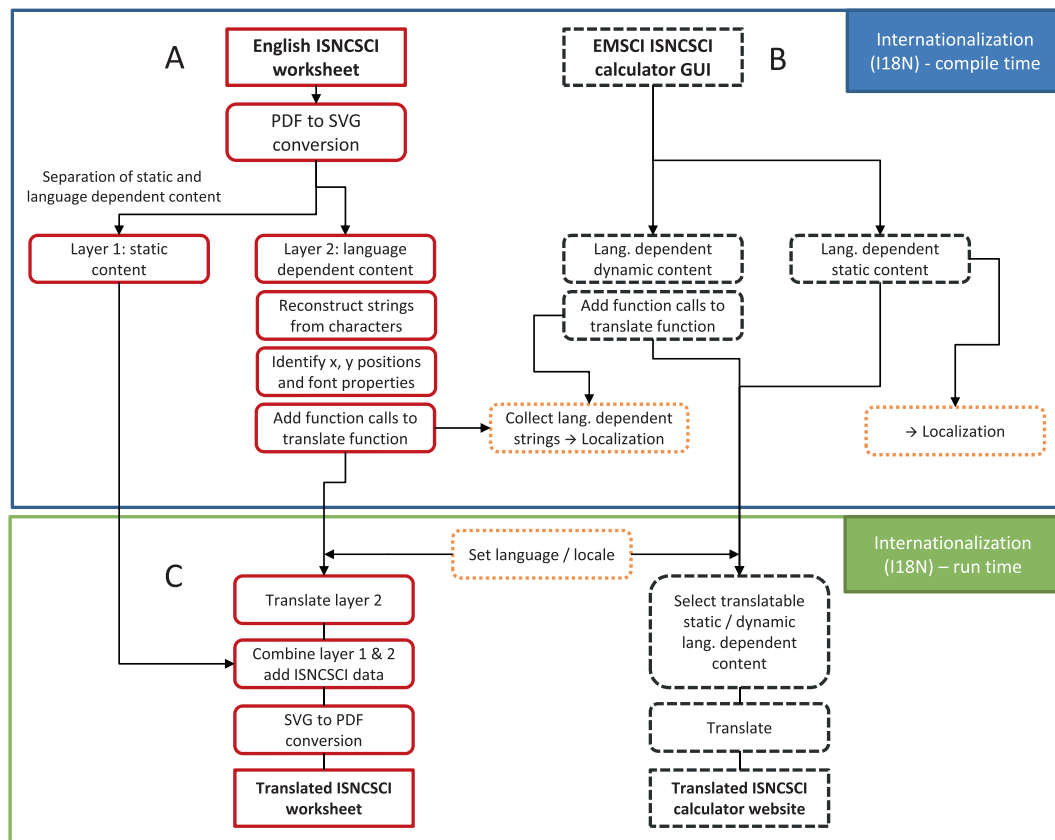 A
English ISNCSCI
worksheet
EMSCI ISNCSCI
calculator GUI
B
Internationalization
(I18N) - compile time
PDF to SVG
conversion
Separation of static and
language dependent content
Layer 1: static
content
Layer 2: language
dependent content
Lang. dependent
dynamic content
Lang. dependent
static content
Reconstruct strings
from characters
Add function calls to
translate function
Identify x, y positions
and font properties
Add function calls to
translate function
Collect lang. dependent
strings → Localization
→ Localization
Internationalization
(I18N) – run time
Set language / locale
C
Translate layer 2
Select translatable
static / dynamic
lang. dependent
content
Combine layer 1 & 2
add ISNCSCI data
SVG to PDF
conversion
Translate
Translated ISNCSCI
worksheet
Translated ISNCSCI
calculator website